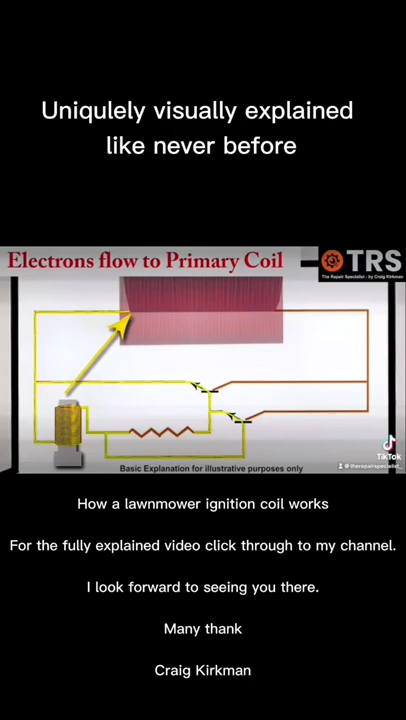 Uniqulely visually explained
like never before
Electrons flow to Primary Coil
TRS
The Repair Specialist - by Craig Kirkman
Basic Explanation for illustrative purposes only
TikTok
@therepairspecialist_
How a lawnmower ignition coil works
For the fully explained video click through to my channel.
I look forward to seeing you there.
Many thank
Craig Kirkman